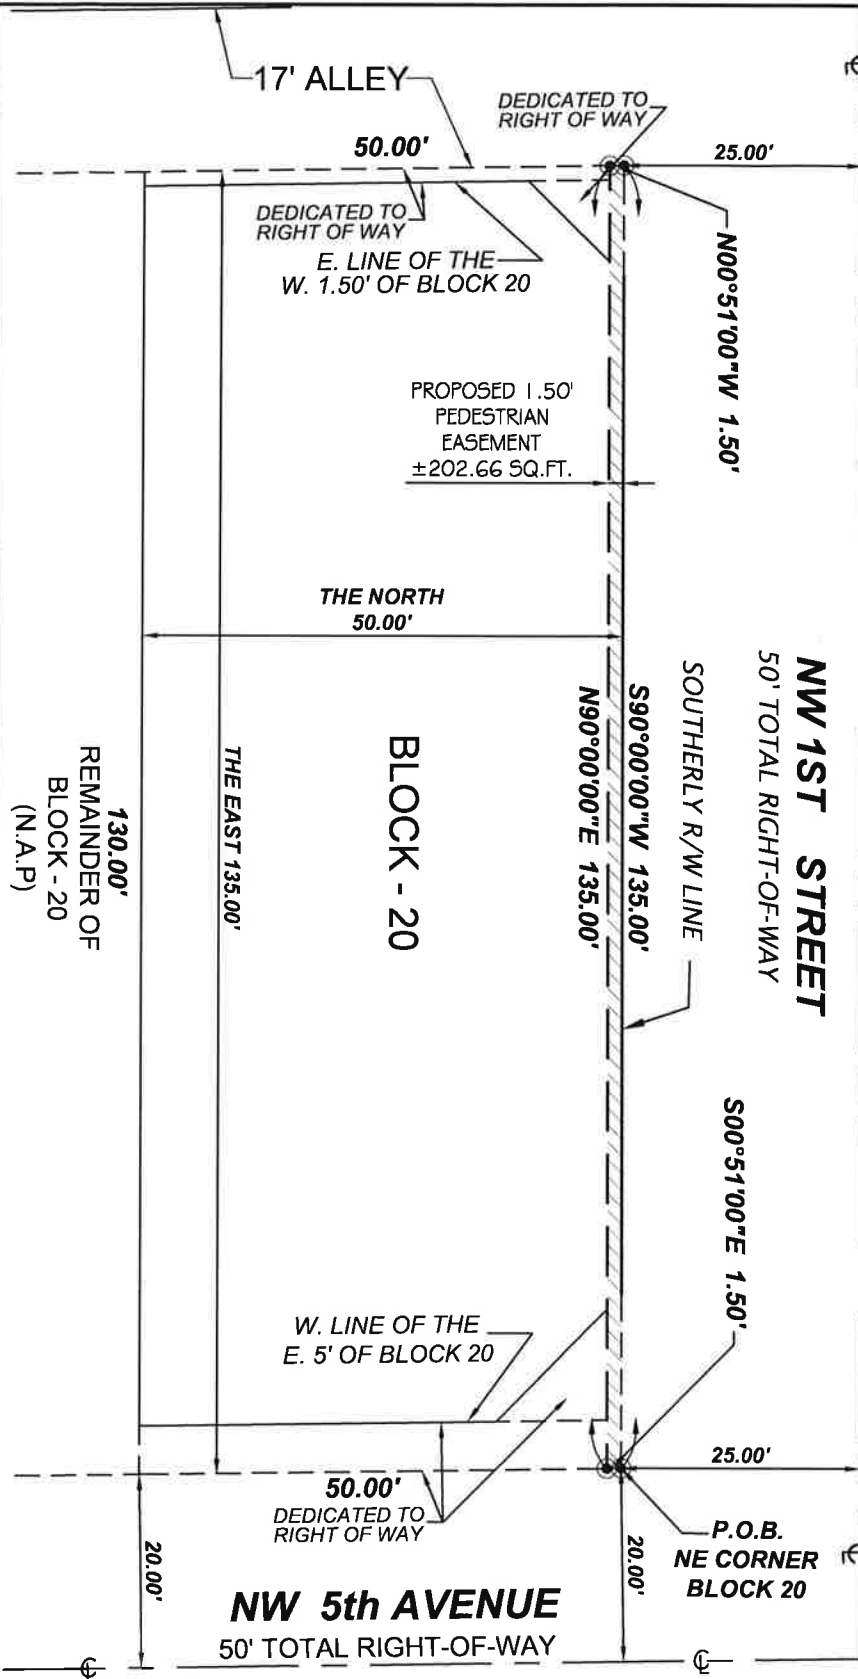 17' ALLEY
DEDICATED TO
RIGHT OF WAY
50.00'
25.00'
DEDICATED TO
RIGHT OF WAY
E. LINE OF THE
W. 1.50' OF BLOCK 20
N00°51'00"W 1.50'
PROPOSED 1.50'
PEDESTRIAN
EASEMENT
±202.66 SQ.FT.
THE NORTH
50.00'
NW 1ST STREET
50' TOTAL RIGHT-OF-WAY
SOUTHERLY R/W LINE
S90°00'00"W 135.00'
N90°00'00"E 135.00'
BLOCK - 20
THE EAST 135.00'
130.00'
REMAINDER OF
BLOCK - 20
(N.A.P)
S00°51'00"E 1.50'
W. LINE OF THE
E. 5' OF BLOCK 20
25.00'
50.00'
DEDICATED TO
RIGHT OF WAY
P.O.B.
NE CORNER
BLOCK 20
20.00'
20.00'
NW 5th AVENUE
50' TOTAL RIGHT-OF-WAY